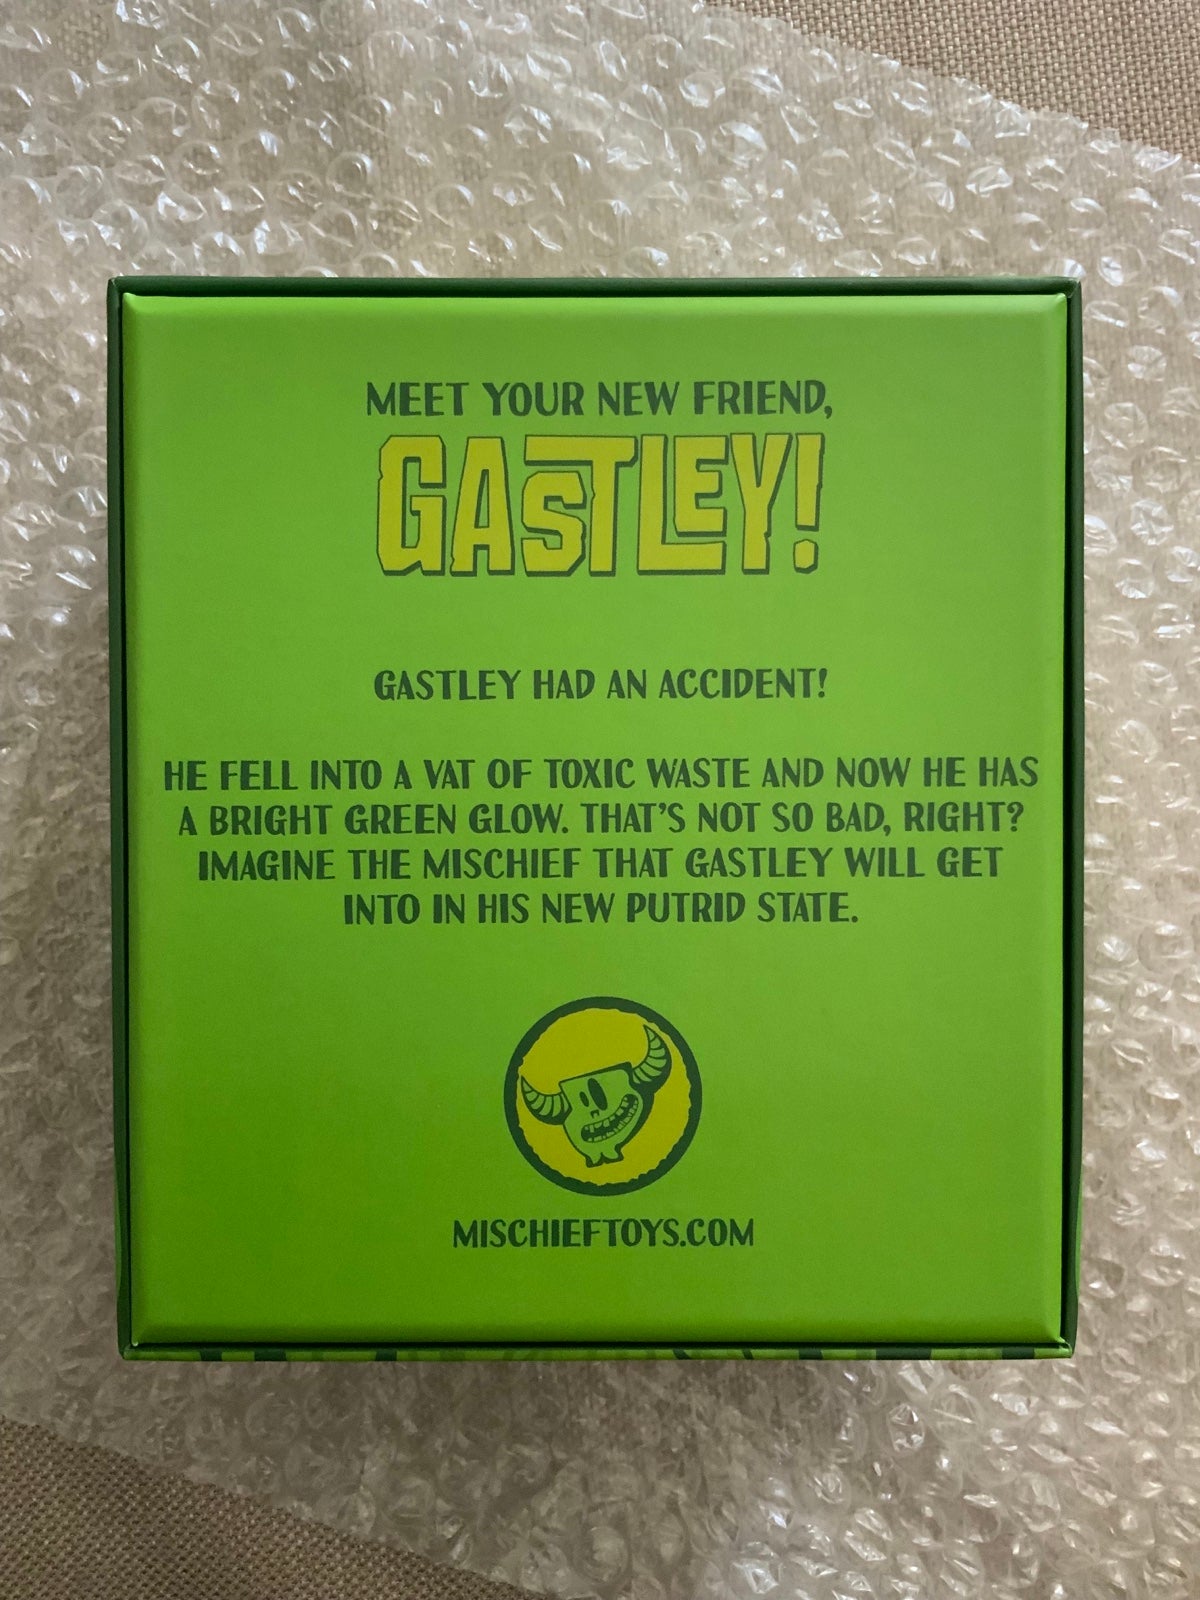 MEET YOUR NEW FRIEND,
GASTLEY!
GASTLEY HAD AN ACCIDENT!
HE FELL INTO A VAT OF TOXIC WASTE AND NOW HE HAS
A BRIGHT GREEN GLOW. THAT'S NOT SO BAD, RIGHT?
IMAGINE THE MISCHIEF THAT GASTLEY WILL GET
INTO IN HIS NEW PUTRID STATE.
MISCHIEFTOYS.COM